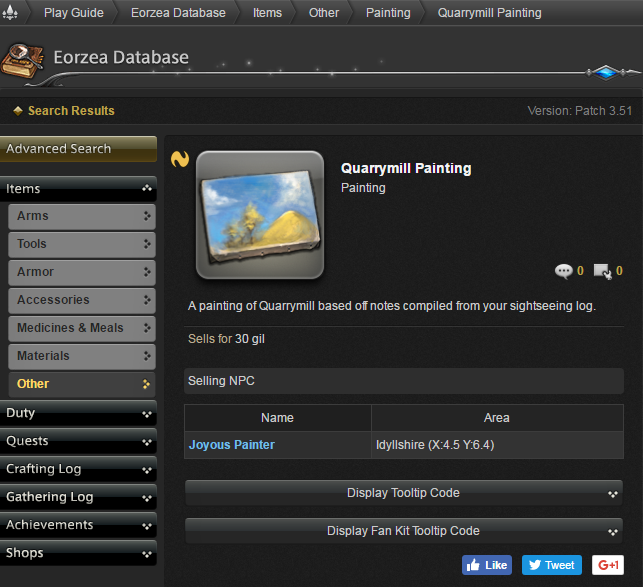 Play Guide Eorzea Database Items Other Painting Quarrymill Painting
Eorzea Database
Search Results
Version: Patch 3.51
Advanced Search
Items
Arms
Tools
Armor
Accessories
Medicines & Meals
Materials
Other
Duty
Quests
Crafting Log
Gathering Log
Achievements
Shops
Quarrymill Painting
Painting
0 0
A painting of Quarrymill based off notes compiled from your sightseeing log.
Sells for 30 gil
Selling NPC
Name Area
Joyous Painter Idyllshire (X:4.5 Y:6.4)
Display Tooltip Code
Display Fan Kit Tooltip Code
Like Tweet G+1